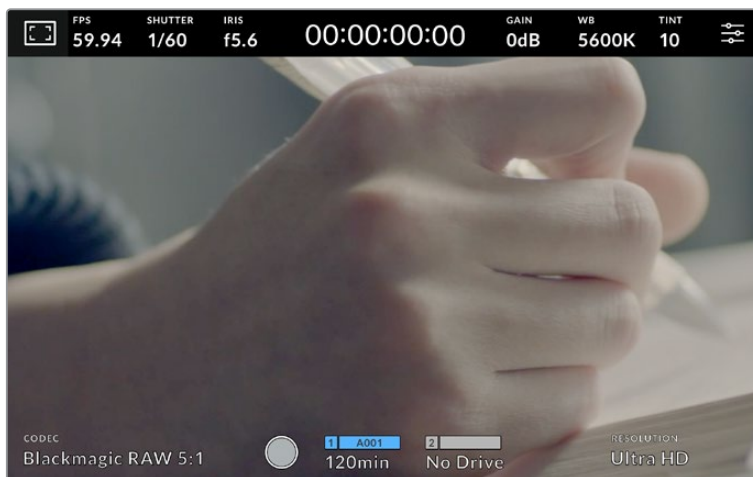 FPS SHUTTER IRIS GAIN WB TINT
59.94 1/60 f5.6 00:00:00:00 0dB 5600K 10
CODEC 1 A001 2 RESOLUTION
Blackmagic RAW 5:1 120min No Drive Ultra HD